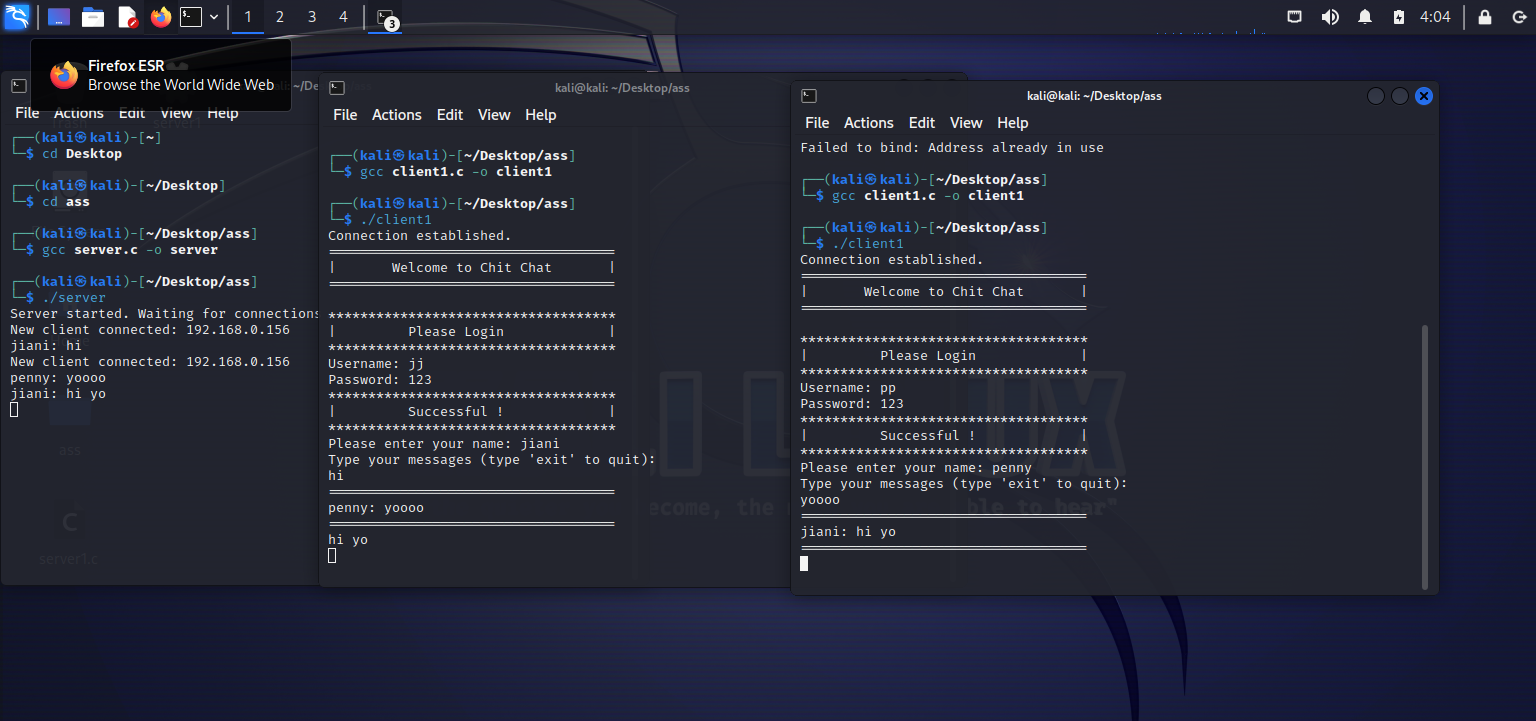 1 2 3 4 3 4:04
Firefox ESR
Browse the World Wide Web
File Actions Edit View Help
┌──(kali㉿kali)-[~]
└─$ cd Desktop
┌──(kali㉿kali)-[~/Desktop]
└─$ cd ass
┌──(kali㉿kali)-[~/Desktop/ass]
└─$ gcc server.c -o server
┌──(kali㉿kali)-[~/Desktop/ass]
└─$ ./server
Server started. Waiting for connections
New client connected: 192.168.0.156
jiani: hi
New client connected: 192.168.0.156
penny: yoooo
jiani: hi yo
ass
server1.c
kali@kali: ~/Desktop/ass
File Actions Edit View Help
┌──(kali㉿kali)-[~/Desktop/ass]
└─$ gcc client1.c -o client1
┌──(kali㉿kali)-[~/Desktop/ass]
└─$ ./client1
Connection established.
====================================
|       Welcome to Chit Chat       |
====================================
************************************
|         Please Login             |
************************************
Username: jj
Password: 123
************************************
|         Successful !             |
************************************
Please enter your name: jiani
Type your messages (type 'exit' to quit):
hi
====================================
penny: yoooo
====================================
hi yo
kali@kali: ~/Desktop/ass
File Actions Edit View Help
Failed to bind: Address already in use
┌──(kali㉿kali)-[~/Desktop/ass]
└─$ gcc client1.c -o client1
┌──(kali㉿kali)-[~/Desktop/ass]
└─$ ./client1
Connection established.
====================================
|       Welcome to Chit Chat       |
====================================
************************************
|         Please Login             |
************************************
Username: pp
Password: 123
************************************
|         Successful !             |
************************************
Please enter your name: penny
Type your messages (type 'exit' to quit):
yoooo
====================================
jiani: hi yo
====================================